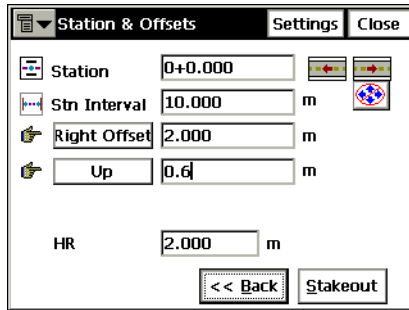 Station & Offsets Settings Close
Station 0+0.000
Stn Interval 10.000 m
Right Offset 2.000 m
Up 0.6 m
HR 2.000 m
<< Back Stakeout